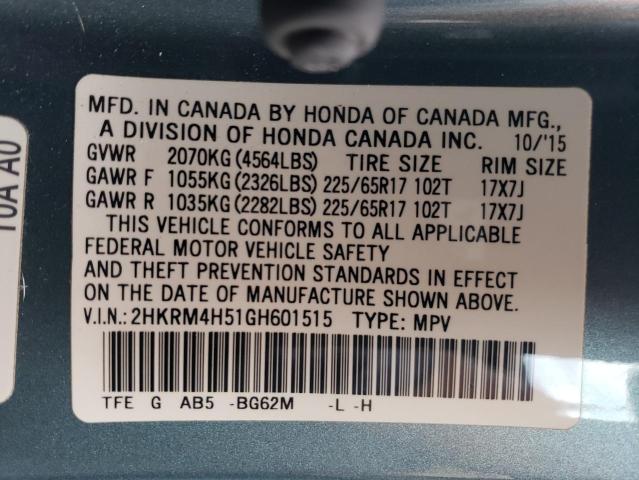 MFD. IN CANADA BY HONDA OF CANADA MFG.,
A DIVISION OF HONDA CANADA INC. 10/'15
GVWR 2070KG (4564LBS) TIRE SIZE RIM SIZE
GAWR F 1055KG (2326LBS) 225/65R17 102T 17X7J
GAWR R 1035KG (2282LBS) 225/65R17 102T 17X7J
THIS VEHICLE CONFORMS TO ALL APPLICABLE
FEDERAL MOTOR VEHICLE SAFETY
AND THEFT PREVENTION STANDARDS IN EFFECT
ON THE DATE OF MANUFACTURE SHOWN ABOVE.
V.I.N.: 2HKRM4H51GH601515 TYPE: MPV
TFE G AB5 -BG62M -L -H